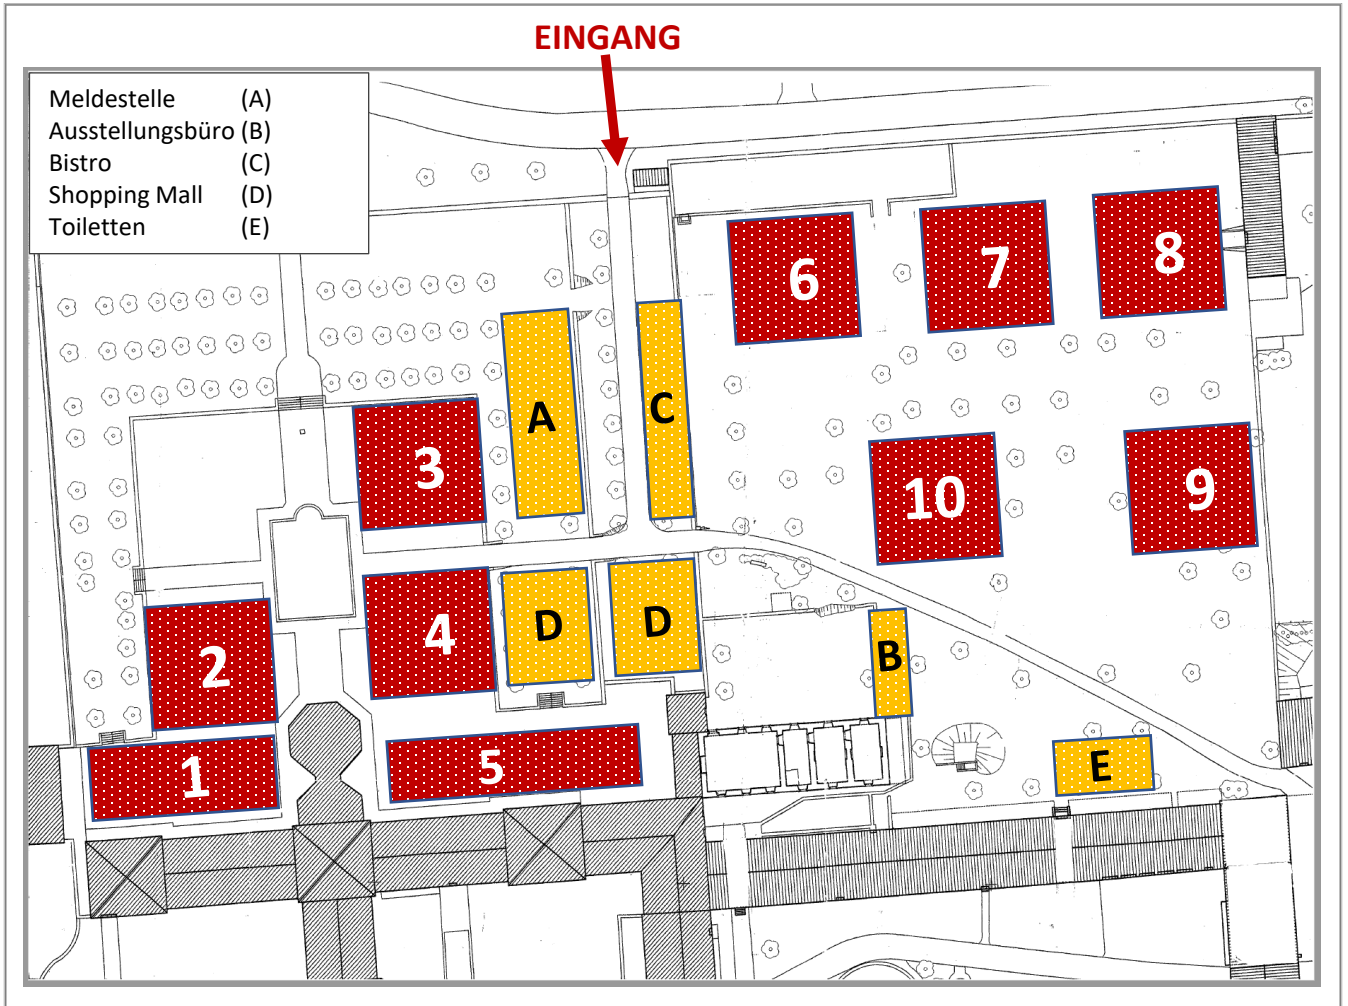 EINGANG
Meldestelle (A)
Ausstellungsbüro (B)
Bistro (C)
Shopping Mall (D)
Toiletten (E)
6
7
8
A
C
3
10
9
4
D
D
2
B
1
5
E